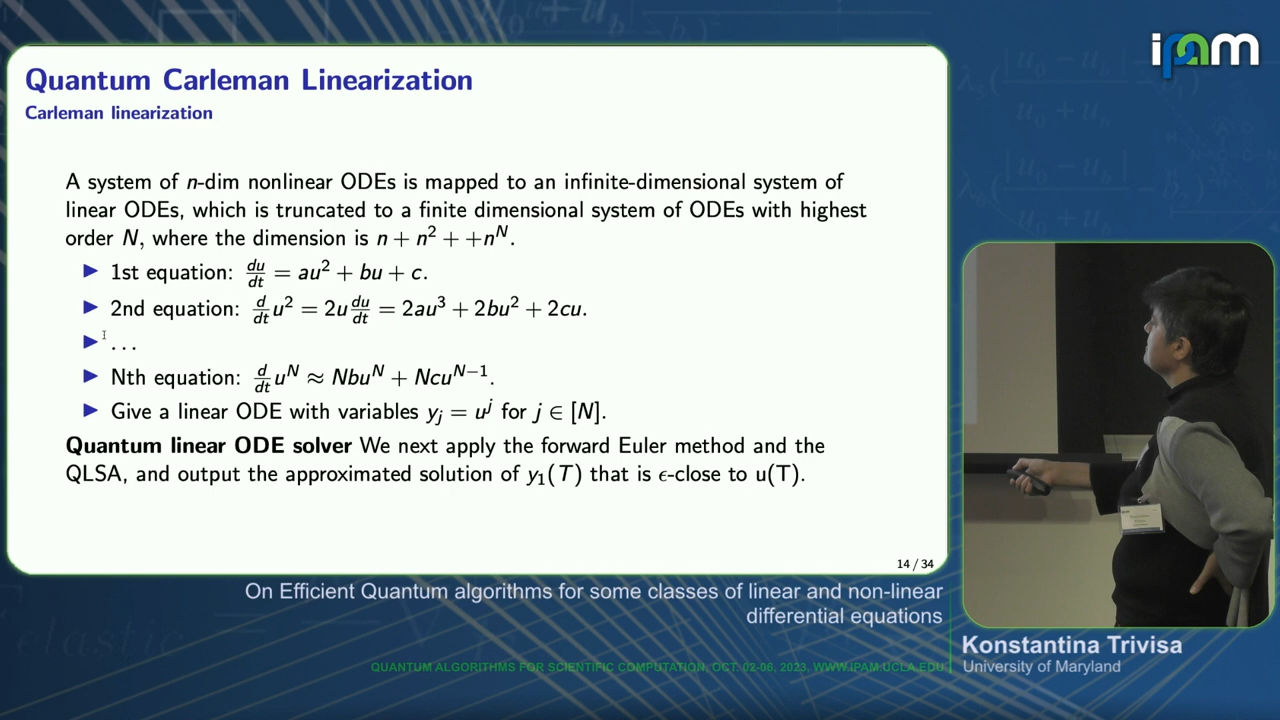 ipam
Quantum Carleman Linearization
Carleman linearization
A system of n-dim nonlinear ODEs is mapped to an infinite-dimensional system of
linear ODEs, which is truncated to a finite dimensional system of ODEs with highest
order N, where the dimension is n + n² + +nᴺ.
▶ 1st equation: du/dt = au² + bu + c.
▶ 2nd equation: d/dt u² = 2u du/dt = 2au³ + 2bu² + 2cu.
▶ ...
▶ Nth equation: d/dt uᴺ ≈ Nbuᴺ + Ncuᴺ⁻¹.
▶ Give a linear ODE with variables yⱼ = uʲ for j ∈ [N].
Quantum linear ODE solver We next apply the forward Euler method and the
QLSA, and output the approximated solution of y₁(T) that is ϵ-close to u(T).
14 / 34
On Efficient Quantum algorithms for some classes of linear and non-linear
differential equations
Konstantina Trivisa
University of Maryland
QUANTUM ALGORITHMS FOR SCIENTIFIC COMPUTATION, OCT. 02-06, 2023, WWW.IPAM.UCLA.EDU